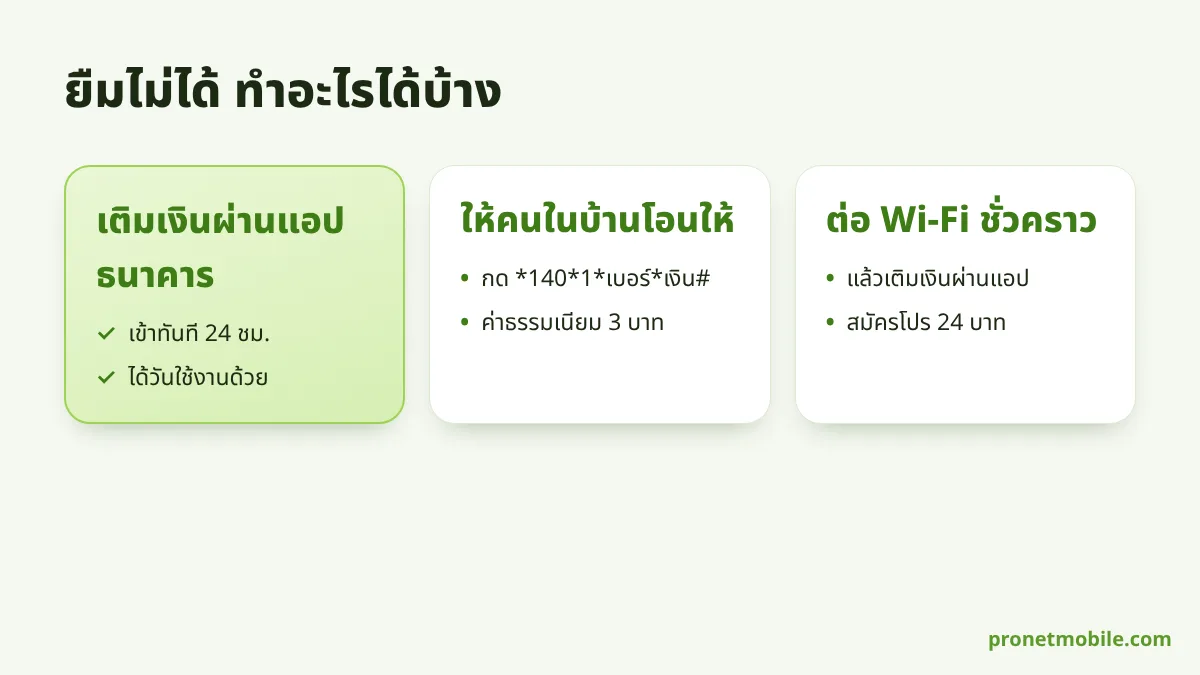 ยืมไม่ได้ ทำอะไรได้บ้าง
เติมเงินผ่านแอป
ธนาคาร
เข้าทันที 24 ชม.
ได้วันใช้งานด้วย
ให้คนในบ้านโอนให้
กด *140*1*เบอร์*เงิน#
ค่าธรรมเนียม 3 บาท
ต่อ Wi-Fi ชั่วคราว
แล้วเติมเงินผ่านแอป
สมัครโปร 24 บาท
pronetmobile.com